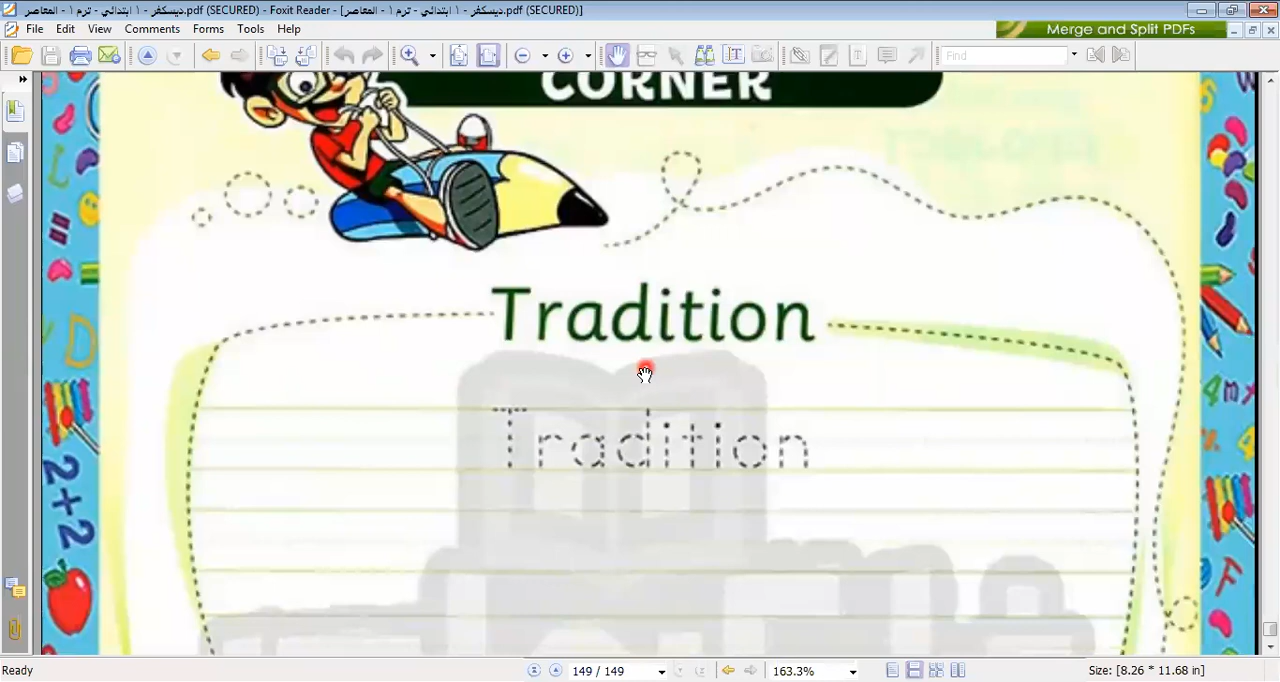 ديسكفر - ١ ابتدائي - ترم ١ - المعاصر.pdf (SECURED) - Foxit Reader - [ديسكفر - ١ ابتدائي - ترم ١ - المعاصر.pdf (SECURED)]
File Edit View Comments Forms Tools Help
Merge and Split PDFs
Find
CORNER
Tradition
Tradition
2+2
Ready
149 / 149
163.3%
Size: [8.26 * 11.68 in]